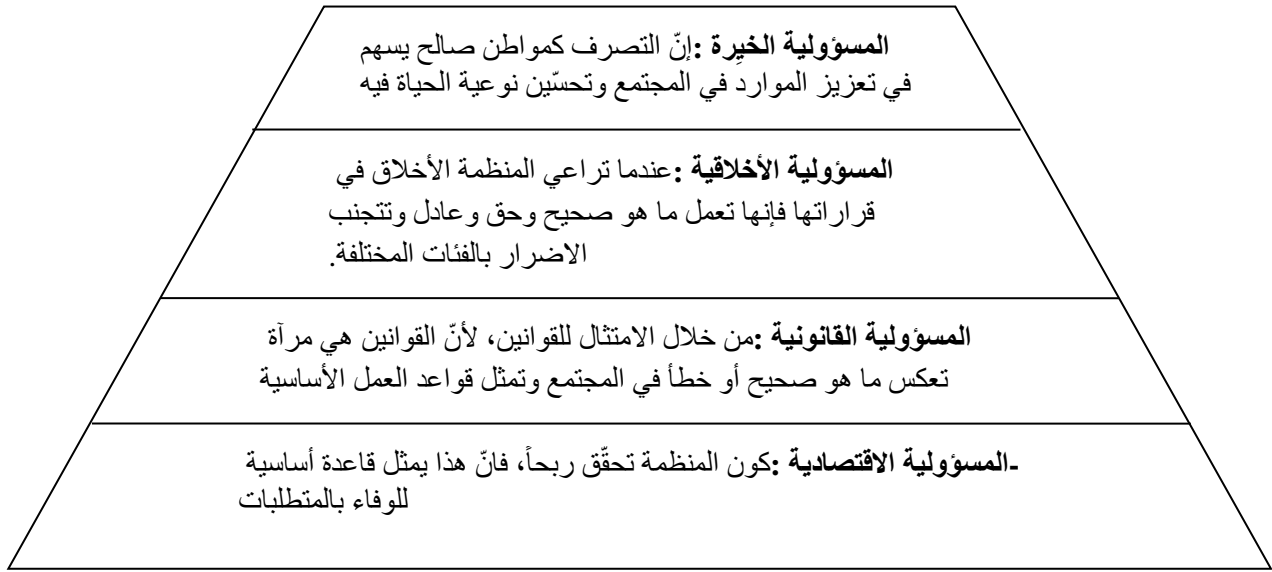 المسؤولية الخيِرة :إنّ التصرف كمواطن صالح يسهم
في تعزيز الموارد في المجتمع وتحسّين نوعية الحياة فيه
المسؤولية الأخلاقية :عندما تراعي المنظمة الأخلاق في
قراراتها فإنها تعمل ما هو صحيح وحق وعادل وتتجنب
الاضرار بالفئات المختلفة.
المسؤولية القانونية :من خلال الامتثال للقوانين، لأنّ القوانين هي مرآة
تعكس ما هو صحيح أو خطأ في المجتمع وتمثل قواعد العمل الأساسية
-المسؤولية الاقتصادية :كون المنظمة تحقّق ربحاً، فانّ هذا يمثل قاعدة أساسية
للوفاء بالمتطلبات